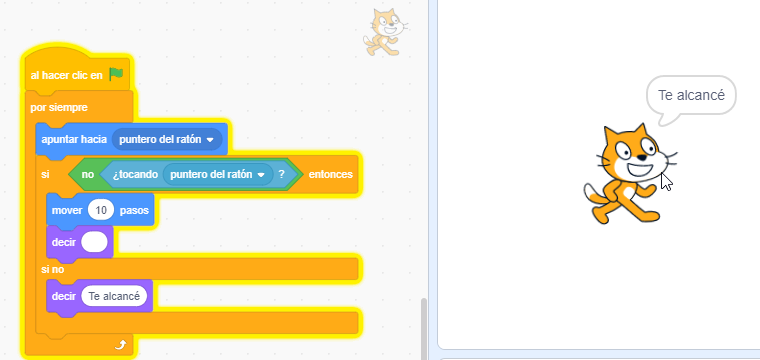 al hacer clic en
por siempre
apuntar hacia puntero del ratón
si no ¿tocando puntero del ratón ? entonces
mover 10 pasos
decir
si no
decir Te alcancé
Te alcancé